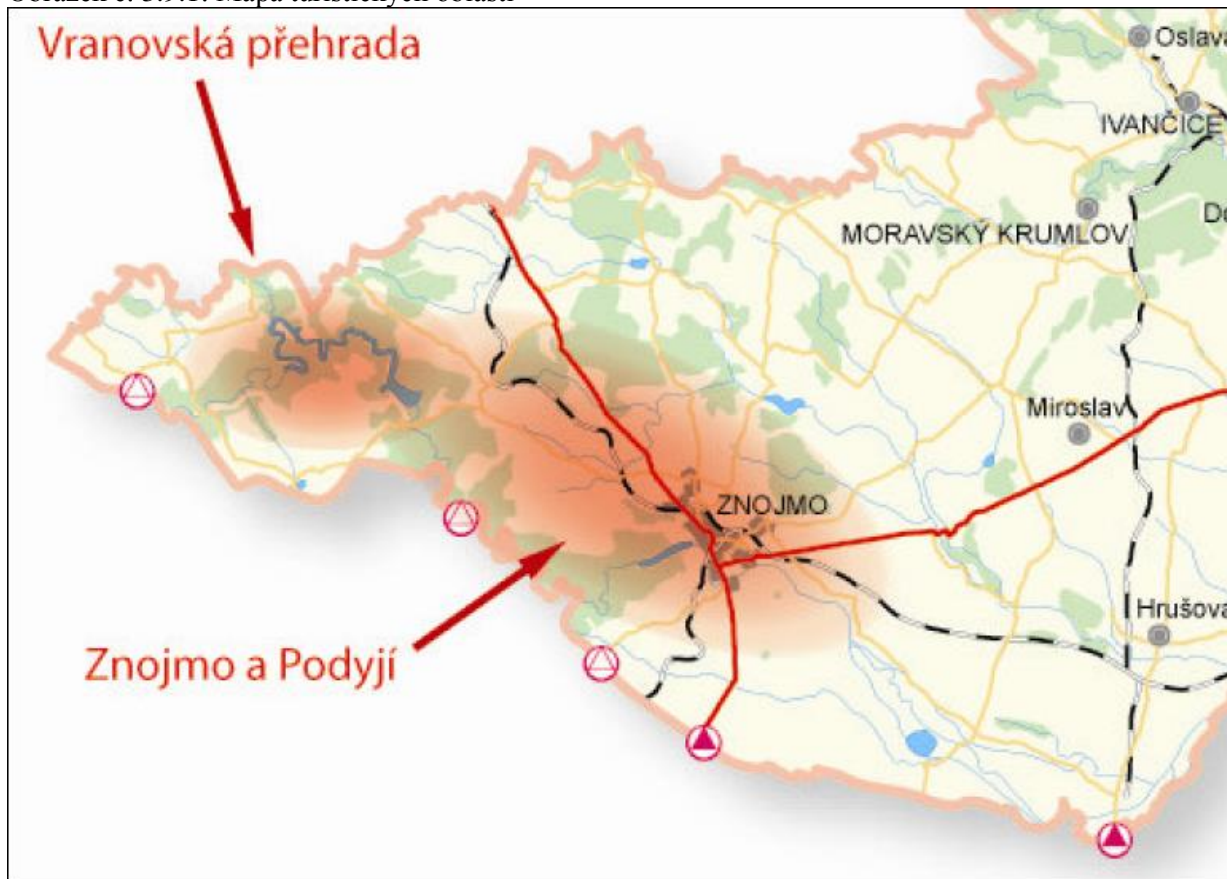 Vranovská přehrada
Oslava
IVANČICE
MORAVSKÝ KRUMLOV
Miroslav
ZNOJMO
Hrušova
Znojmo a Podyjí